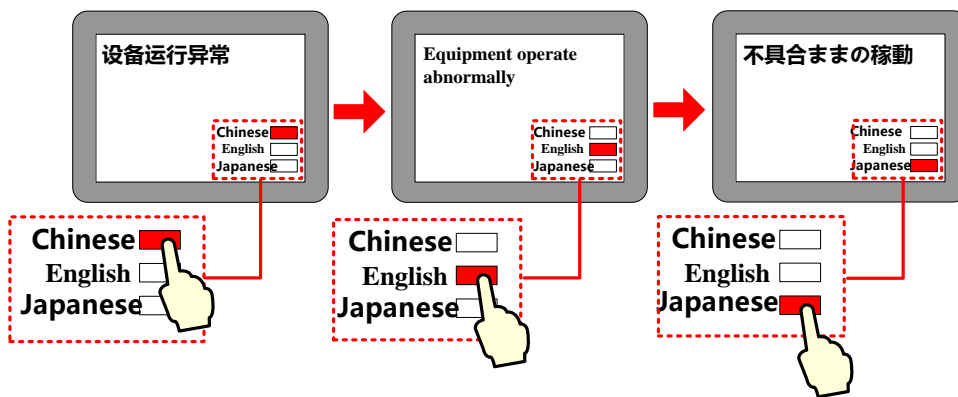 设备运行异常
Chinese
English
Japanese
Equipment operate
abnormally
Chinese
English
Japanese
不具合ままの稼動
Chinese
English
Japanese
Chinese
English
Japanese
Chinese
English
Japanese
Chinese
English
Japanese